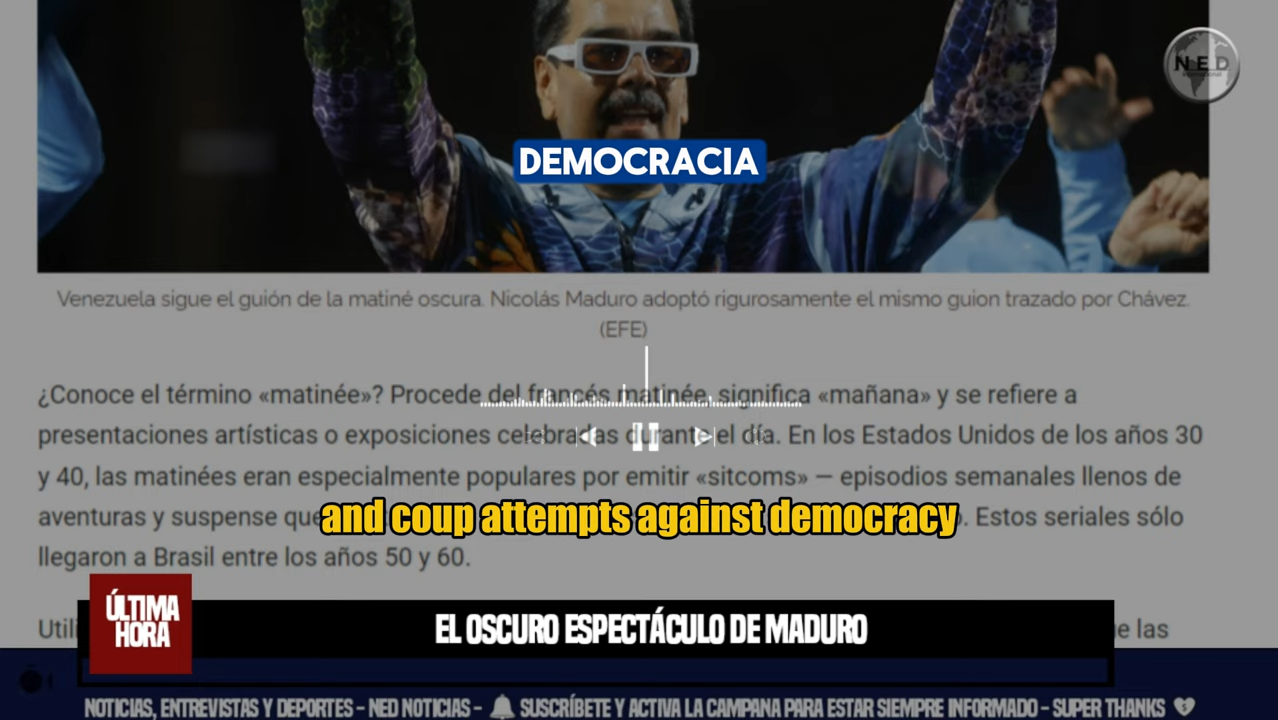 NED
DEMOCRACIA
Venezuela sigue el guión de la matiné oscura. Nicolás Maduro adoptó rigurosamente el mismo guion trazado por Chávez.
(EFE)
¿Conoce el término «matinée»? Procede del francés matinée, significa «mañana» y se refiere a
presentaciones artísticas o exposiciones celebradas durante el día. En los Estados Unidos de los años 30
y 40, las matinées eran especialmente populares por emitir «sitcoms» — episodios semanales llenos de
aventuras y suspense que . Estos seriales sólo
and coup attempts against democracy
llegaron a Brasil entre los años 50 y 60.
ÚLTIMA
HORA
EL OSCURO ESPECTÁCULO DE MADURO
Utili e las
NOTICIAS, ENTREVISTAS Y DEPORTES - NED NOTICIAS - SUSCRÍBETE Y ACTIVA LA CAMPANA PARA ESTAR SIEMPRE INFORMADO - SUPER THANKS